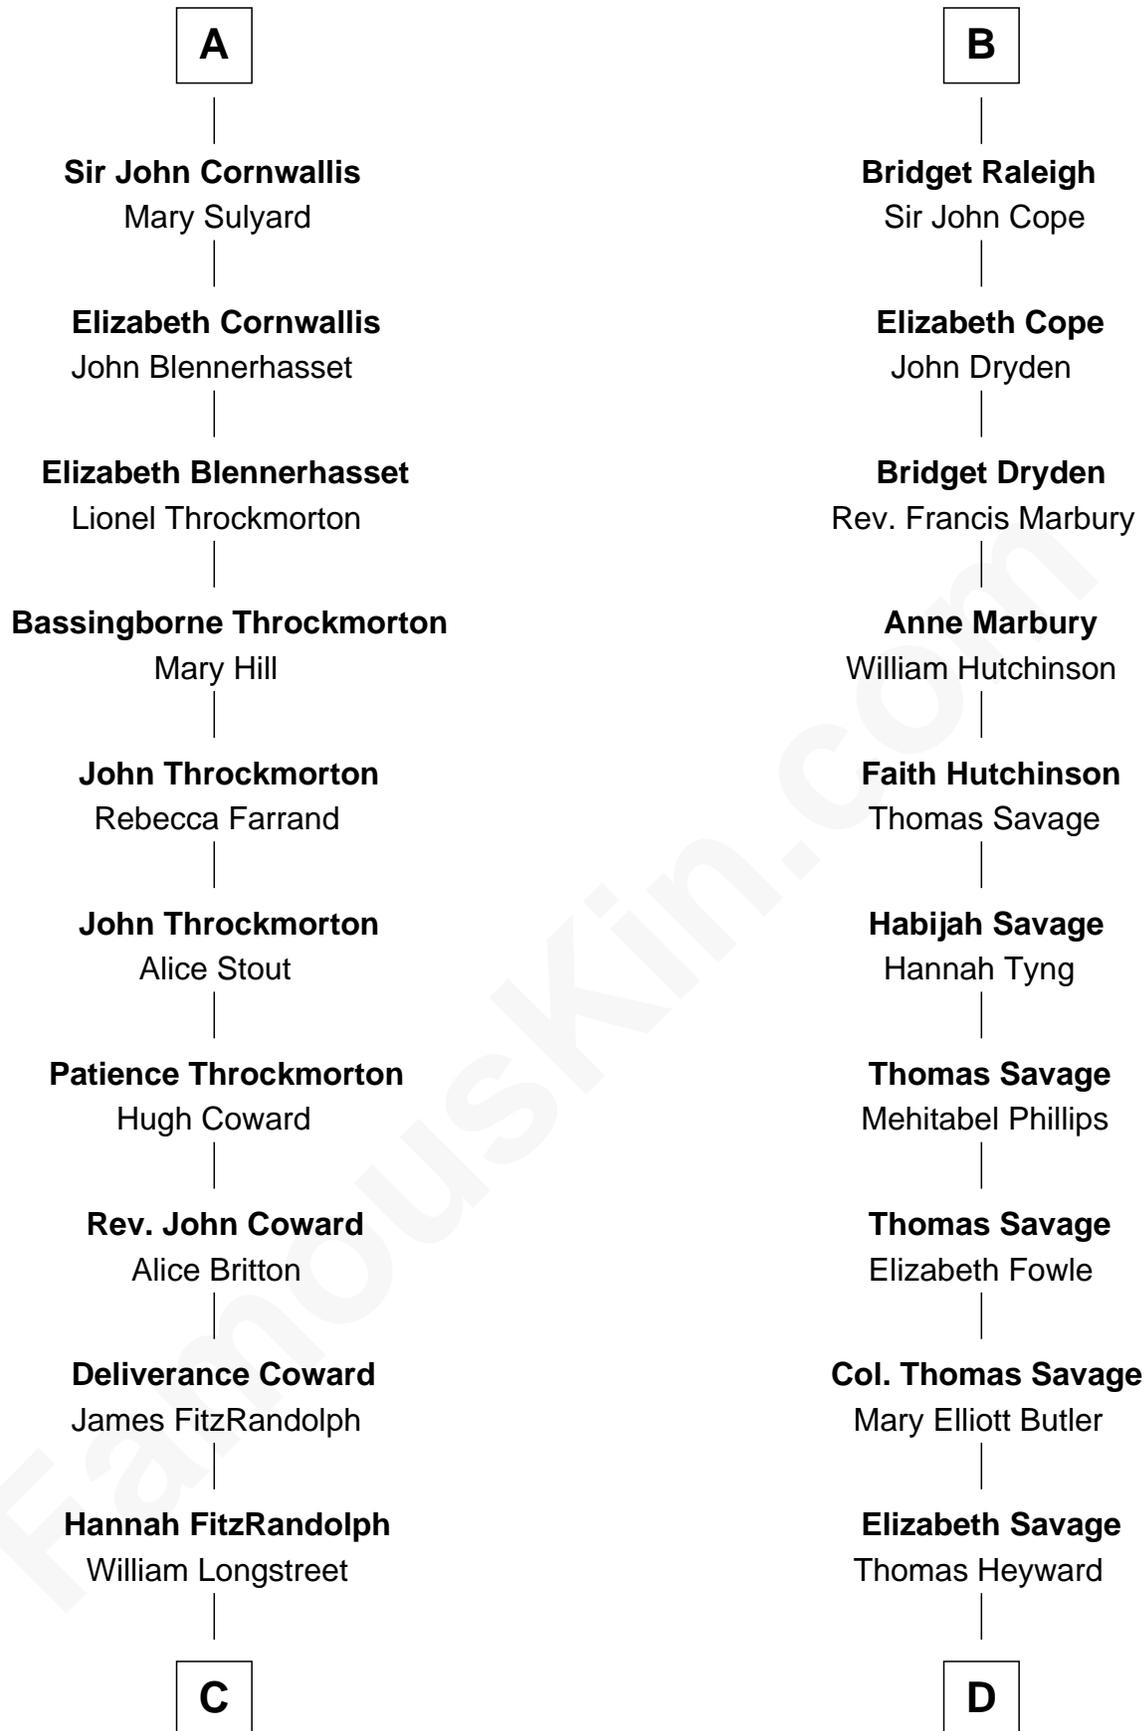 A
Sir John Cornwallis
Mary Sulyard
Elizabeth Cornwallis
John Blennerhasset
Elizabeth Blennerhasset
Lionel Throckmorton
Bassingborne Throckmorton
Mary Hill
John Throckmorton
Rebecca Farrand
John Throckmorton
Alice Stout
Patience Throckmorton
Hugh Coward
Rev. John Coward
Alice Britton
Deliverance Coward
James FitzRandolph
Hannah FitzRandolph
William Longstreet
C
B
Bridget Raleigh
Sir John Cope
Elizabeth Cope
John Dryden
Bridget Dryden
Rev. Francis Marbury
Anne Marbury
William Hutchinson
Faith Hutchinson
Thomas Savage
Habijah Savage
Hannah Tyng
Thomas Savage
Mehitabel Phillips
Thomas Savage
Elizabeth Fowle
Col. Thomas Savage
Mary Elliott Butler
Elizabeth Savage
Thomas Heyward
D
FamousKin.com